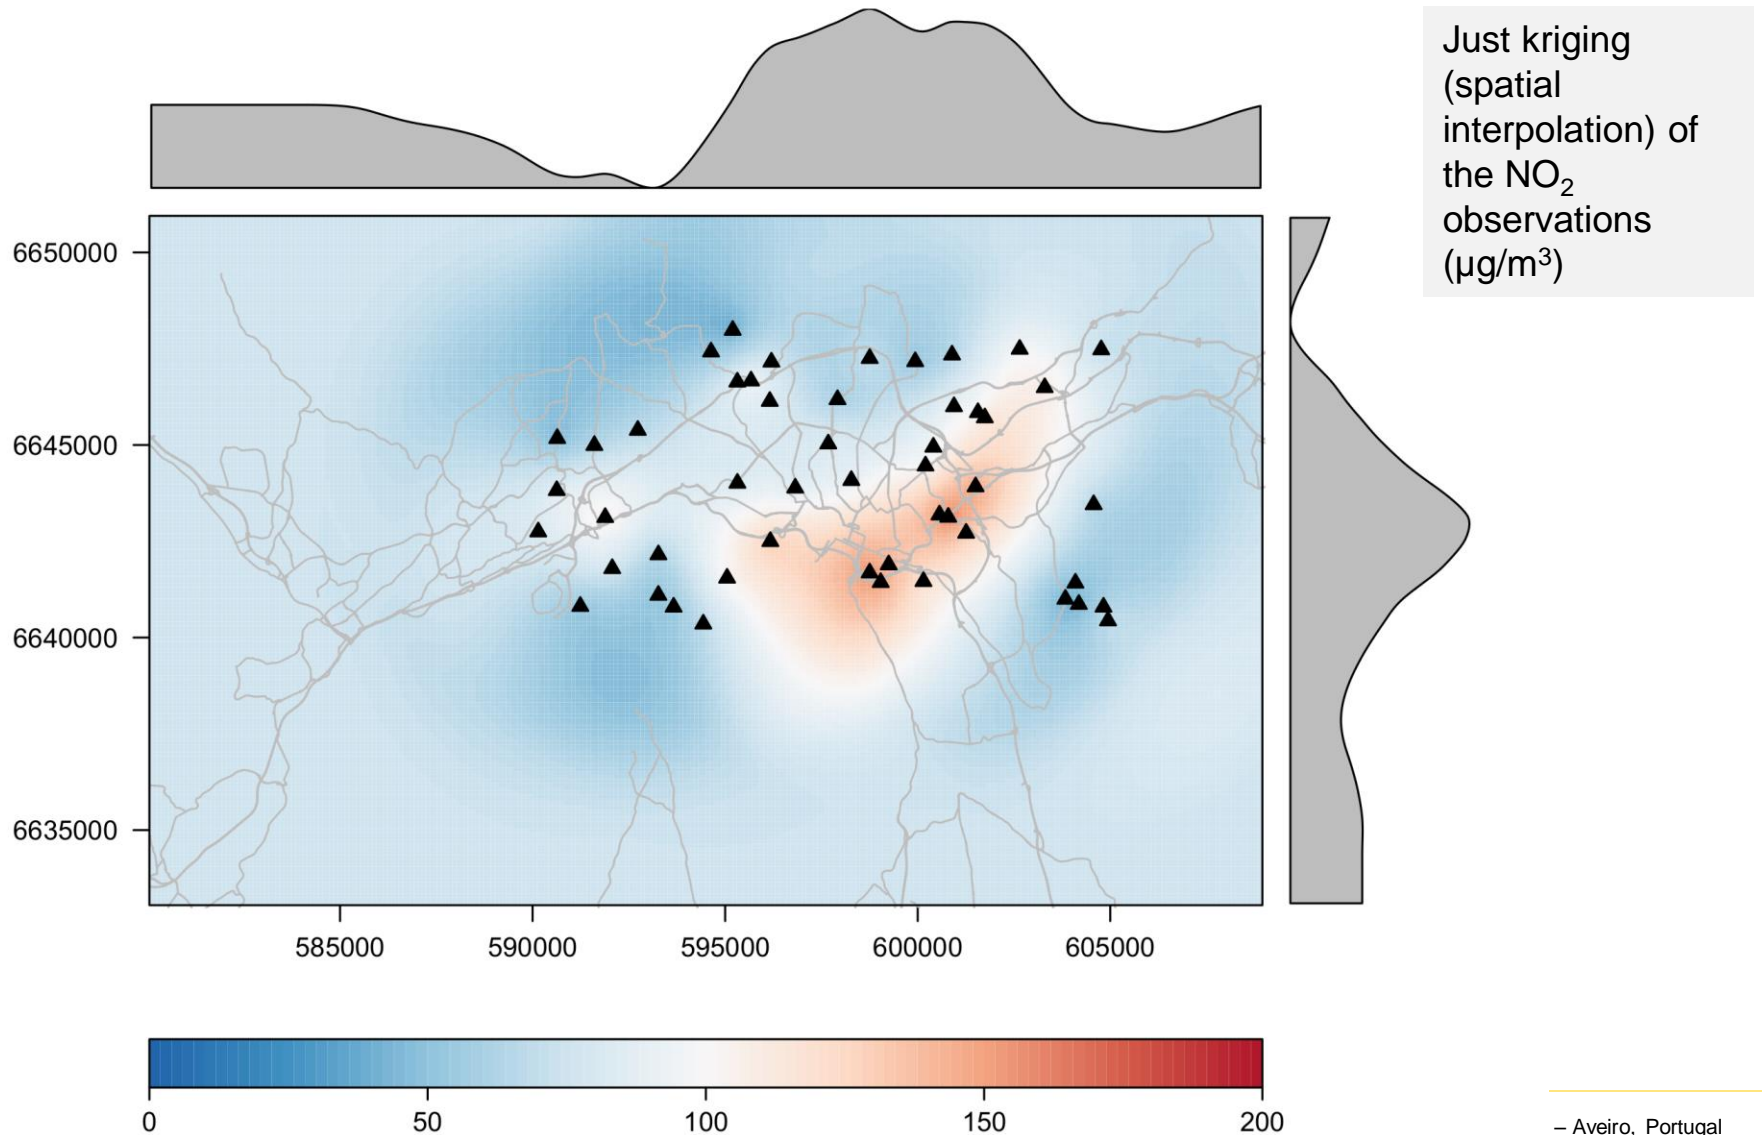 Just kriging
(spatial
interpolation) of
the NO₂
observations
(µg/m³)
6650000
6645000
6640000
6635000
585000 590000 595000 600000 605000
0 50 100 150 200
– Aveiro, Portugal